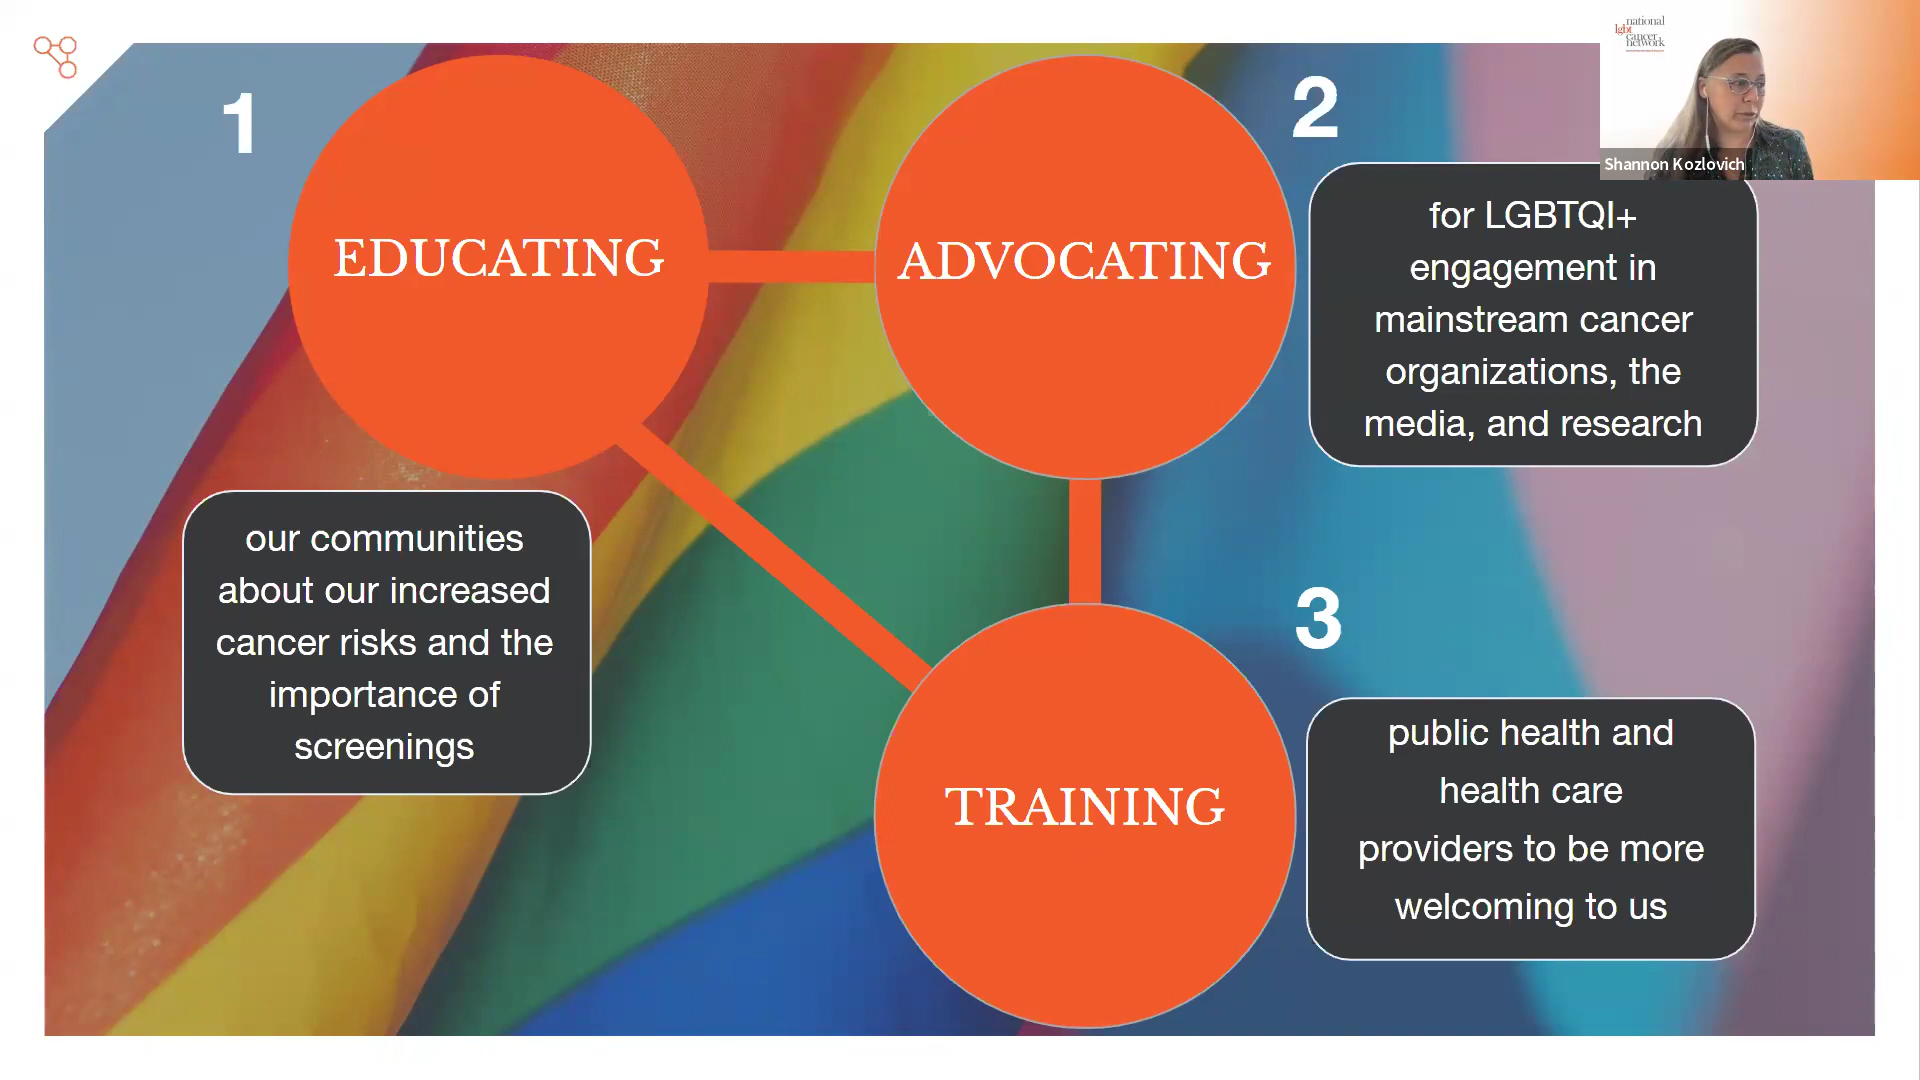 1
EDUCATING
our communities
about our increased
cancer risks and the
importance of
screenings
2
ADVOCATING
for LGBTQI+
engagement in
mainstream cancer
organizations, the
media, and research
3
TRAINING
public health and
health care
providers to be more
welcoming to us
national
lgbt
cancer
network
Shannon Kozlovich